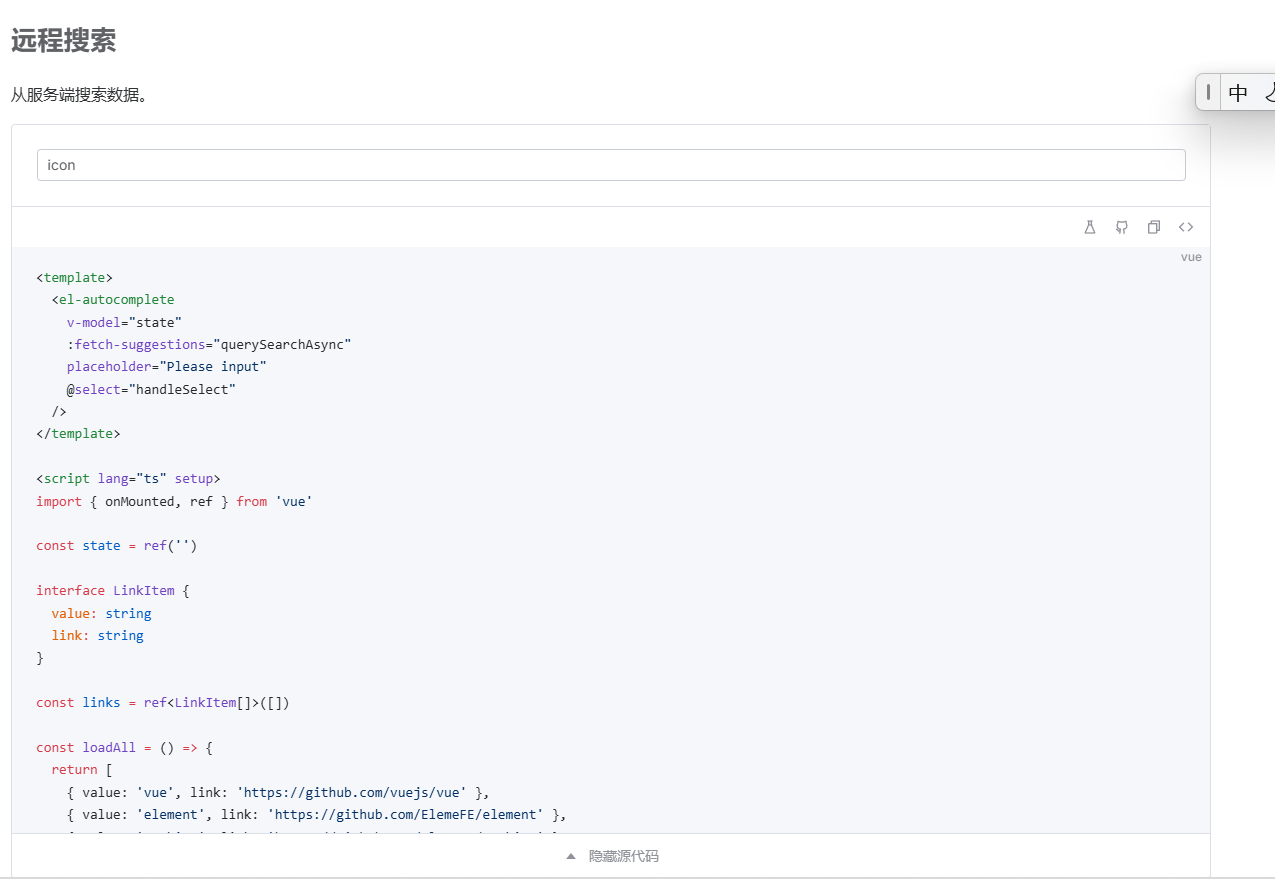 远程搜索
从服务端搜索数据。
中
icon
vue
<template>
  <el-autocomplete
    v-model="state"
    :fetch-suggestions="querySearchAsync"
    placeholder="Please input"
    @select="handleSelect"
  />
</template>
<script lang="ts" setup>
import { onMounted, ref } from 'vue'
const state = ref('')
interface LinkItem {
  value: string
  link: string
}
const links = ref<LinkItem[]>([])
const loadAll = () => {
  return [
    { value: 'vue', link: 'https://github.com/vuejs/vue' },
    { value: 'element', link: 'https://github.com/ElemeFE/element' },
隐藏源代码